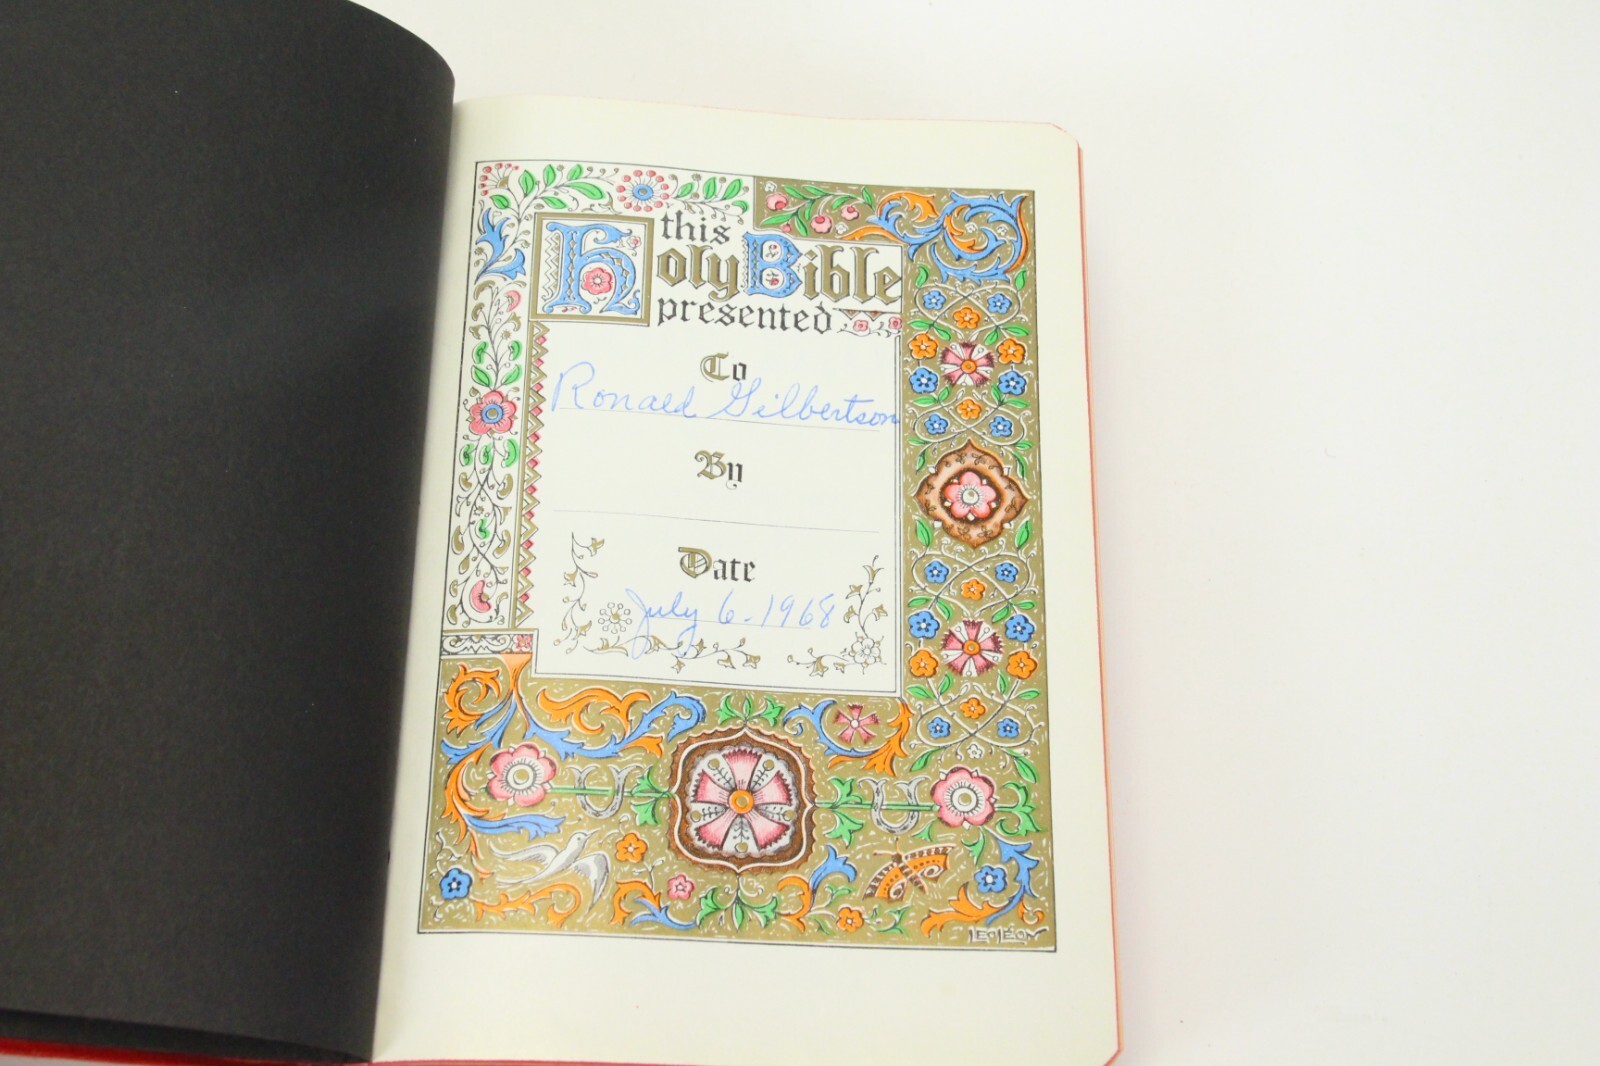 this
Holy Bible
presented
To
Ronald Gilbertson
By
Date
July 6. 1968